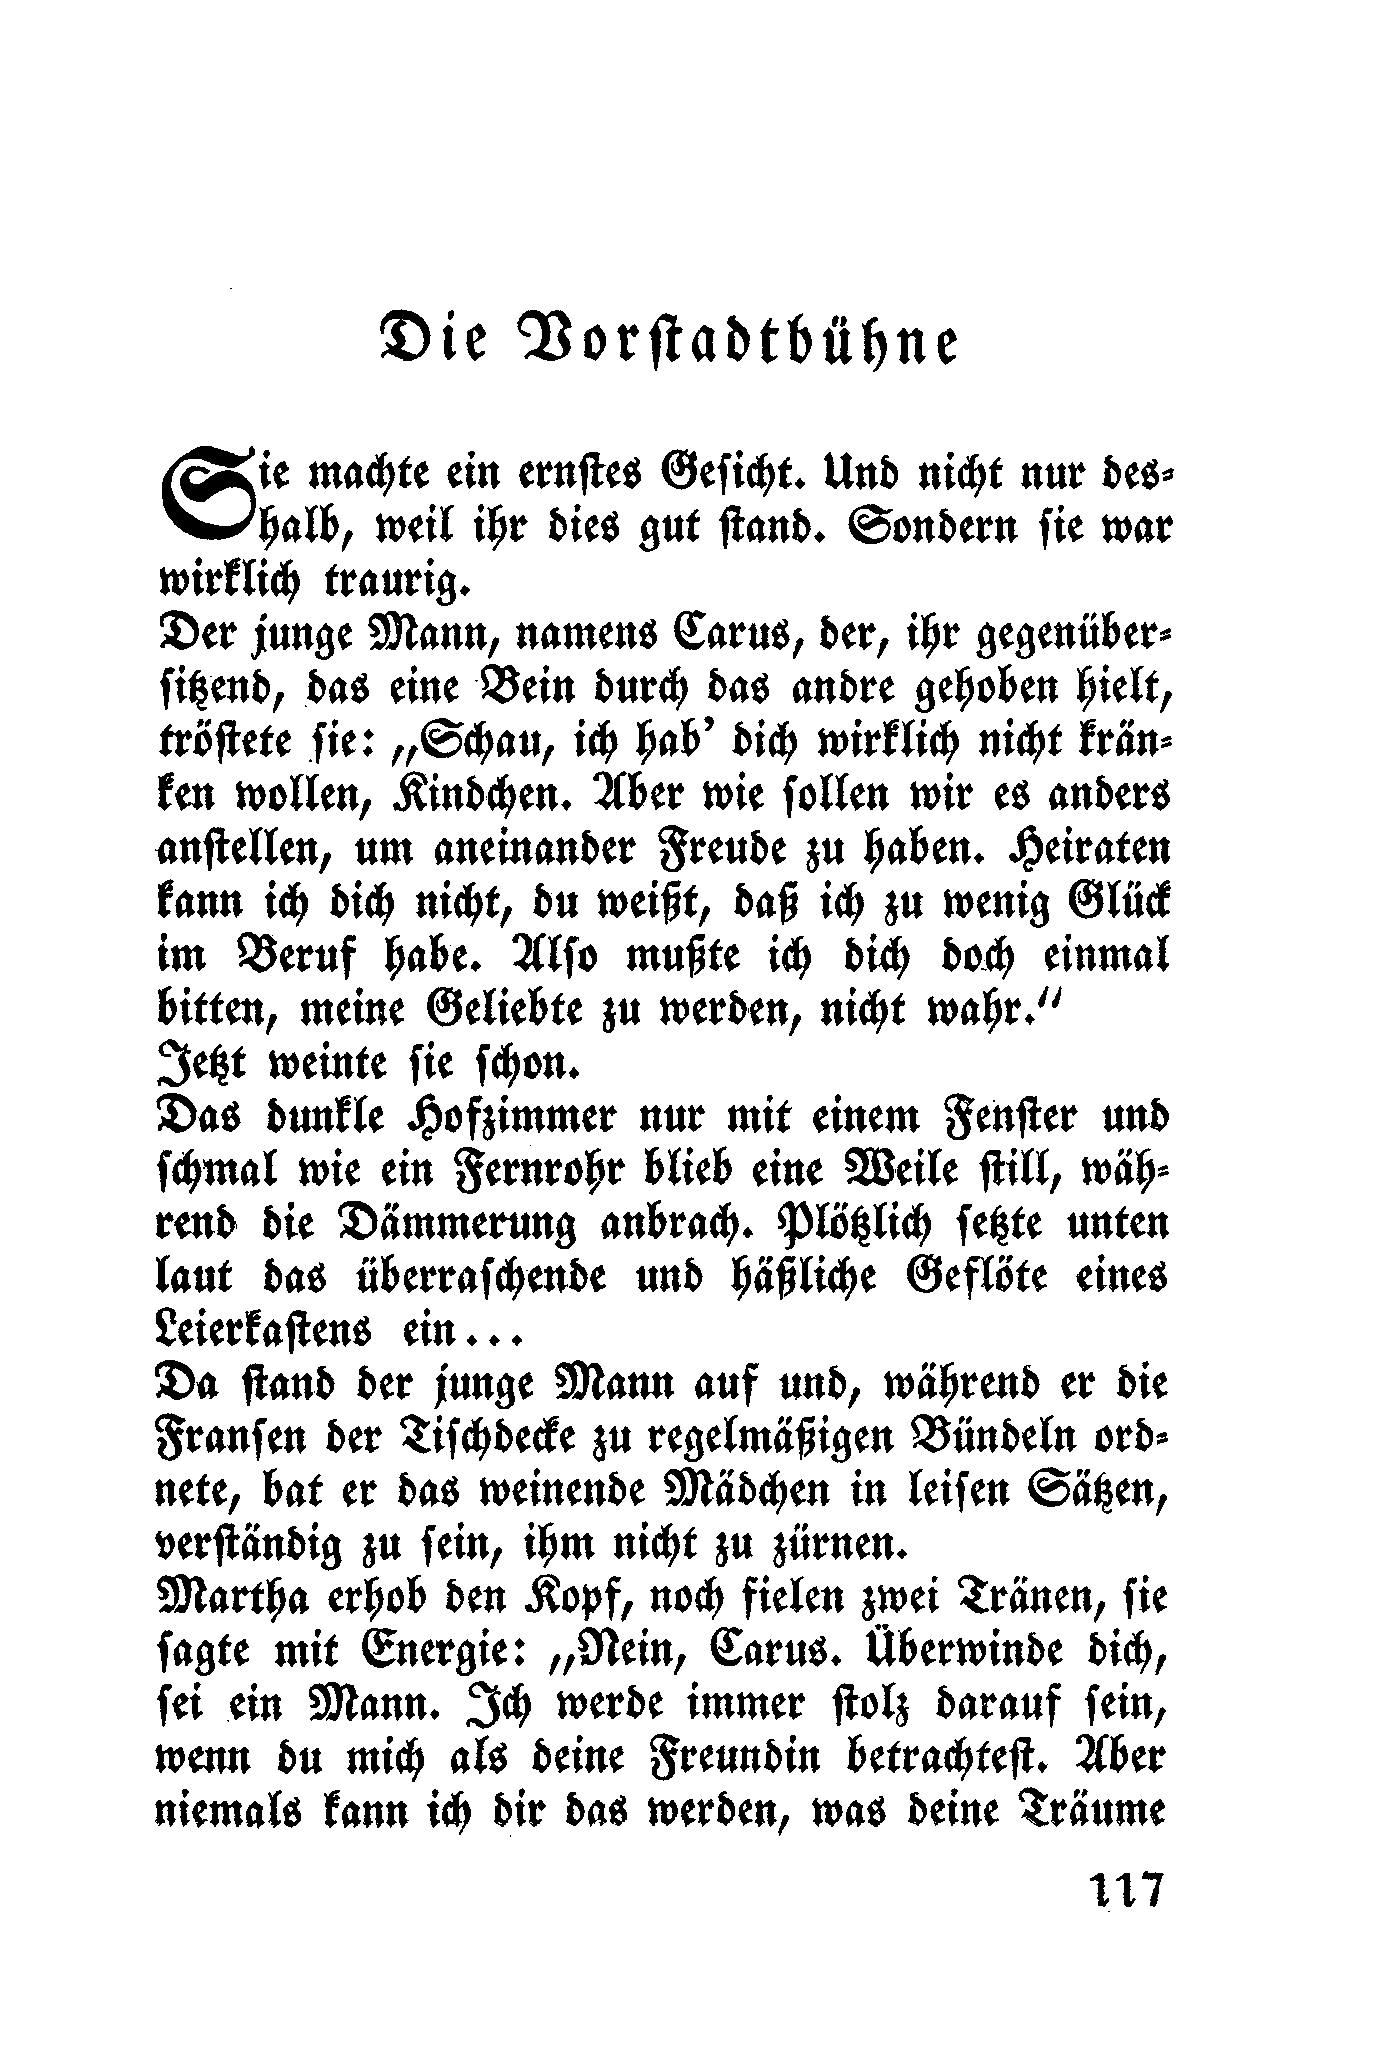 Die Vorstadtbühne
Sie machte ein ernstes Gesicht. Und nicht nur des-
halb, weil ihr dies gut stand. Sondern sie war
wirklich traurig.
Der junge Mann, namens Carus, der, ihr gegenüber-
sitzend, das eine Bein durch das andre gehoben hielt,
tröstete sie: „Schau, ich hab’ dich wirklich nicht krän-
ken wollen, Kindchen. Aber wie sollen wir es anders
anstellen, um aneinander Freude zu haben. Heiraten
kann ich dich nicht, du weißt, daß ich zu wenig Glück
im Beruf habe. Also mußte ich dich doch einmal
bitten, meine Geliebte zu werden, nicht wahr.“
Jetzt weinte sie schon.
Das dunkle Hofzimmer nur mit einem Fenster und
schmal wie ein Fernrohr blieb eine Weile still, wäh-
rend die Dämmerung anbrach. Plötzlich setzte unten
laut das überraschende und häßliche Geflöte eines
Leierkastens ein...
Da stand der junge Mann auf und, während er die
Fransen der Tischdecke zu regelmäßigen Bündeln ord-
nete, bat er das weinende Mädchen in leisen Sätzen,
verständig zu sein, ihm nicht zu zürnen.
Martha erhob den Kopf, noch fielen zwei Tränen, sie
sagte mit Energie: „Nein, Carus. Überwinde dich,
sei ein Mann. Ich werde immer stolz darauf sein,
wenn du mich als deine Freundin betrachtest. Aber
niemals kann ich dir das werden, was deine Träume
117